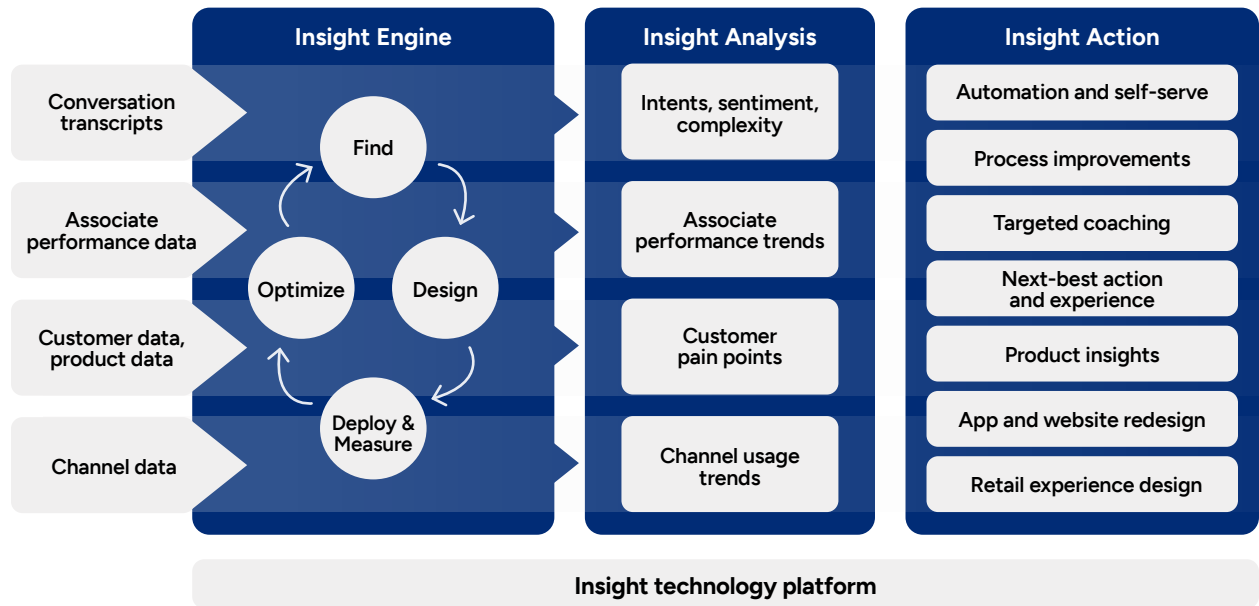 Insight Engine
Insight Analysis
Insight Action
Conversation
transcripts
Associate
performance data
Customer data,
product data
Channel data
Find
Design
Deploy &
Measure
Optimize
Intents, sentiment,
complexity
Associate
performance trends
Customer
pain points
Channel usage
trends
Automation and self-serve
Process improvements
Targeted coaching
Next-best action
and experience
Product insights
App and website redesign
Retail experience design
Insight technology platform